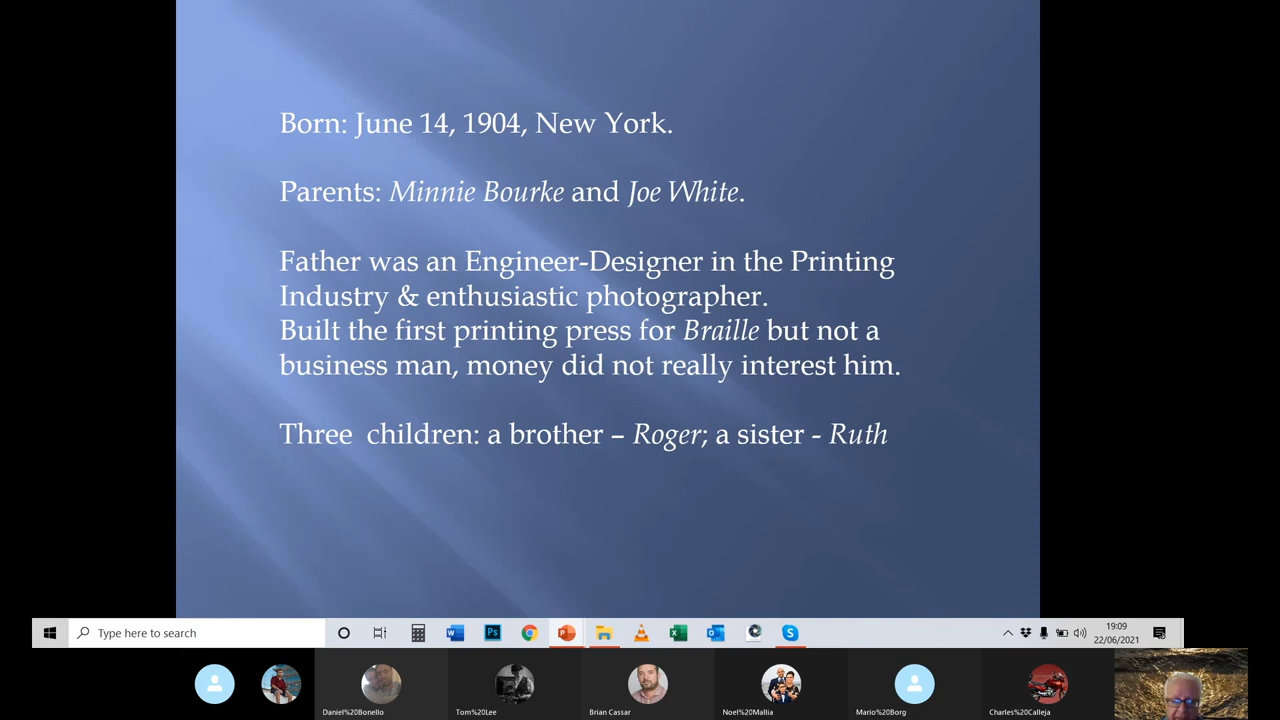 Born: June 14, 1904, New York.
Parents: Minnie Bourke and Joe White.
Father was an Engineer-Designer in the Printing
Industry & enthusiastic photographer.
Built the first printing press for Braille but not a
business man, money did not really interest him.
Three  children: a brother – Roger; a sister - Ruth
Type here to search
19:09
22/06/2021
Daniel%20Bonello
Tom%20Lee
Brian Cassar
Noel%20Mallia
Mario%20Borg
Charles%20Calleja